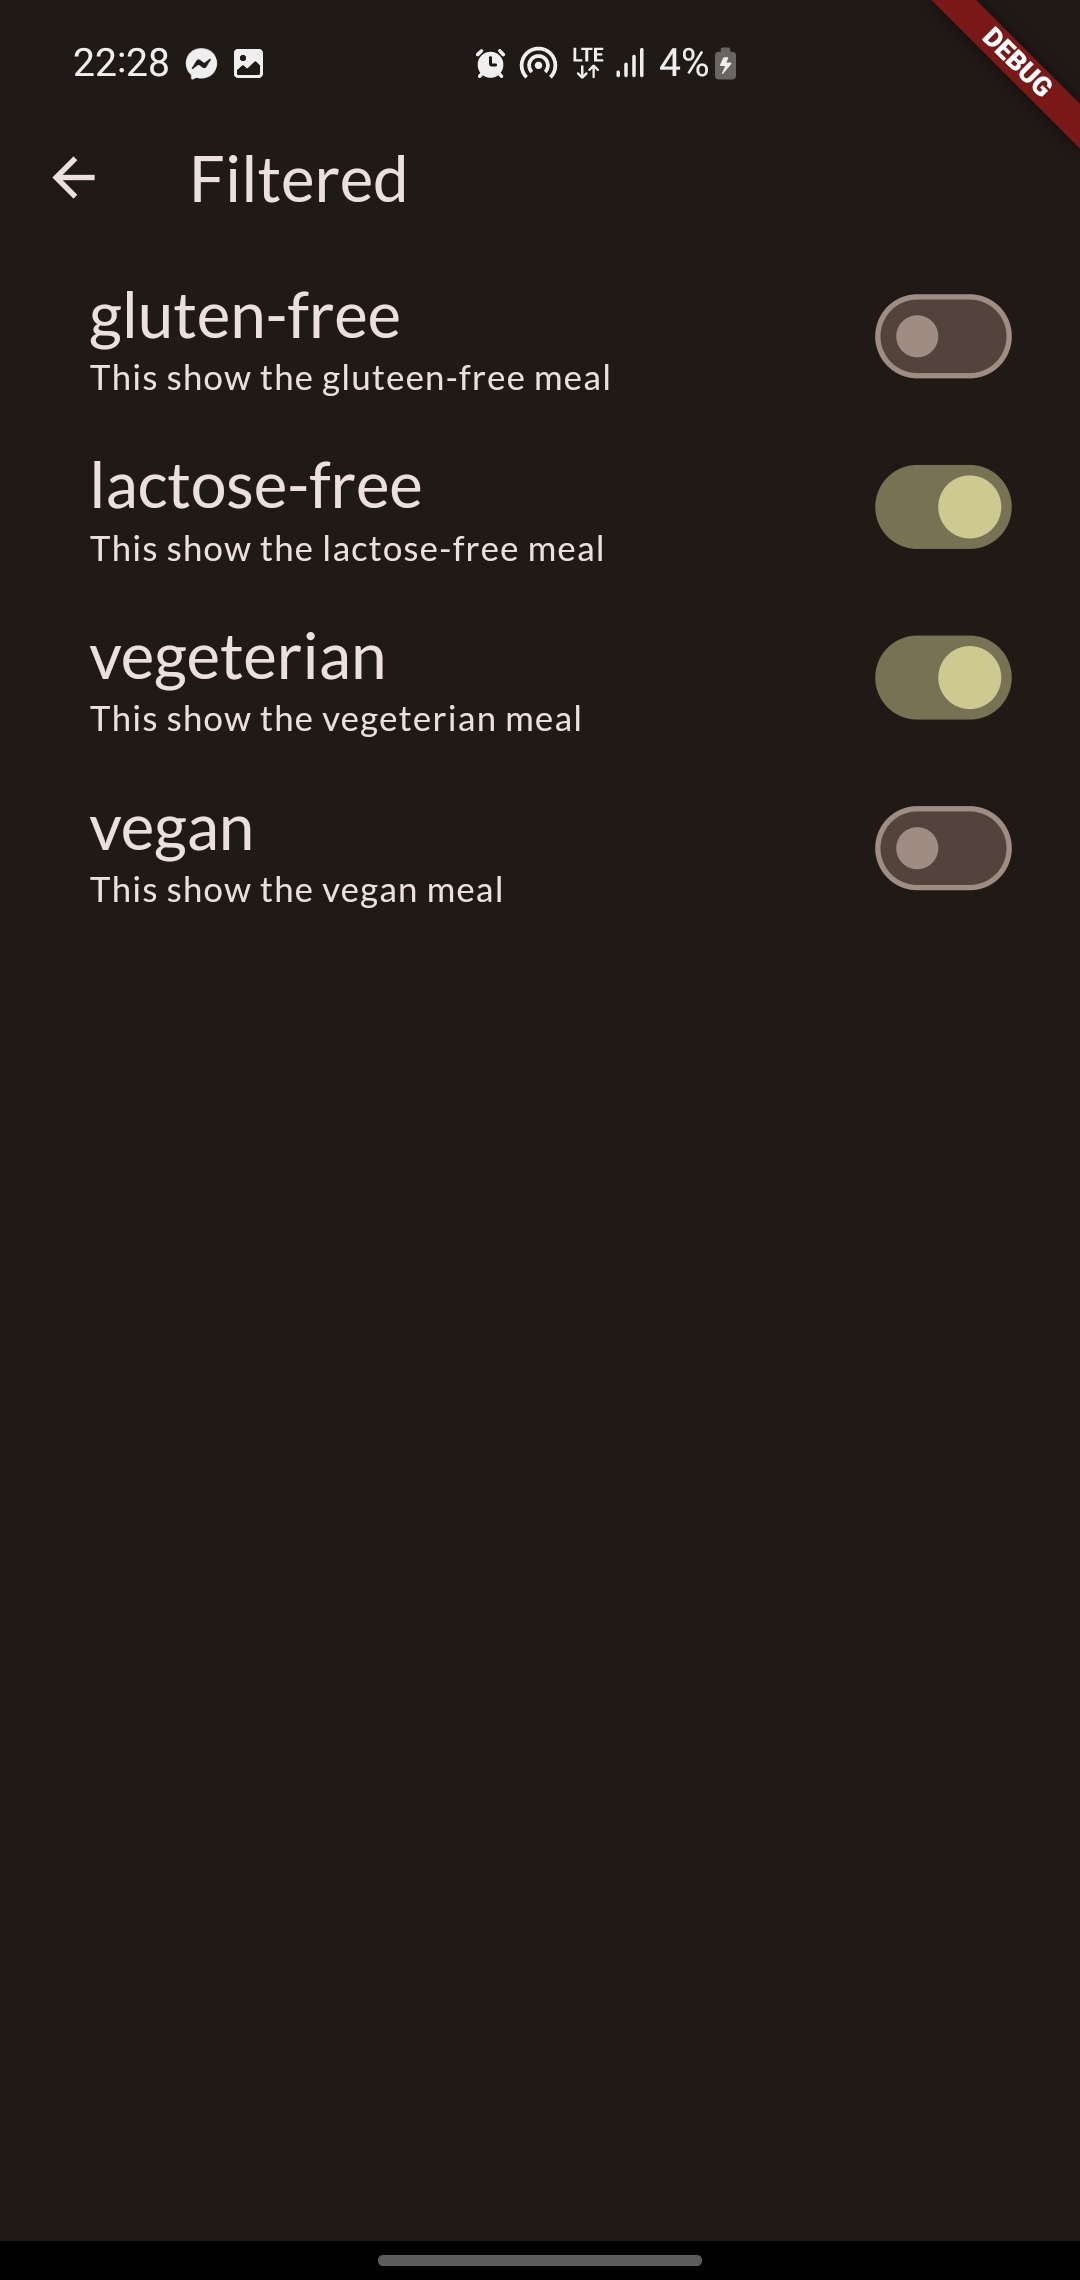 22:28 LTE 4%
DEBUG
Filtered
gluten-free
This show the gluteen-free meal
lactose-free
This show the lactose-free meal
vegeterian
This show the vegeterian meal
vegan
This show the vegan meal